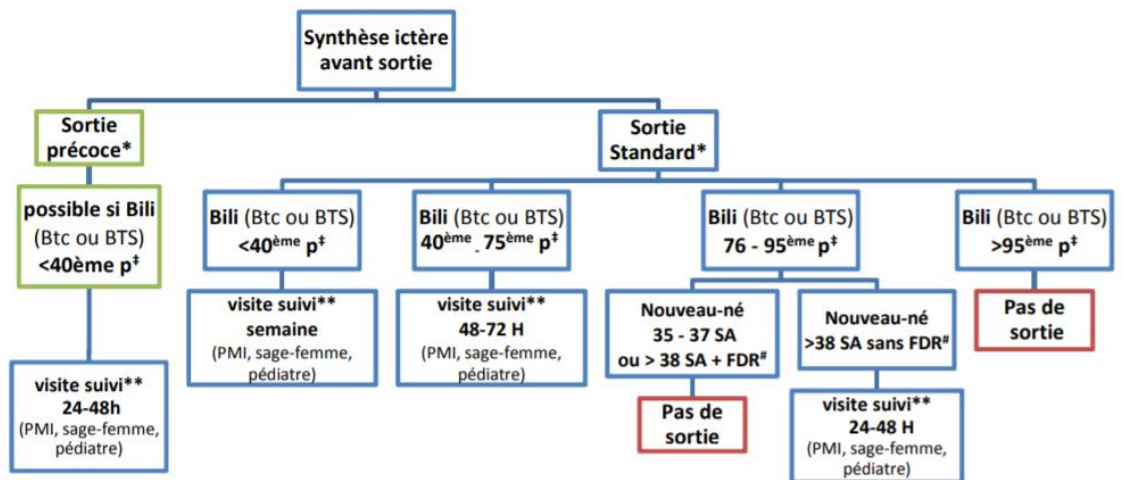 Synthèse ictère
avant sortie
Sortie
précoce*
Sortie
Standard*
possible si Bili
(Btc ou BTS)
<40ème p‡
Bili (Btc ou BTS)
<40ème p‡
Bili (Btc ou BTS)
40ème - 75ème p‡
Bili (Btc ou BTS)
76 - 95ème p‡
Bili (Btc ou BTS)
>95ème p‡
visite suivi**
24-48h
(PMI, sage-femme,
pédiatre)
visite suivi**
semaine
(PMI, sage-femme,
pédiatre)
visite suivi**
48-72 H
(PMI, sage-femme,
pédiatre)
Nouveau-né
35 - 37 SA
ou > 38 SA + FDR#
Nouveau-né
>38 SA sans FDR#
Pas de
sortie
Pas de
sortie
visite suivi**
24-48 H
(PMI, sage-femme,
pédiatre)